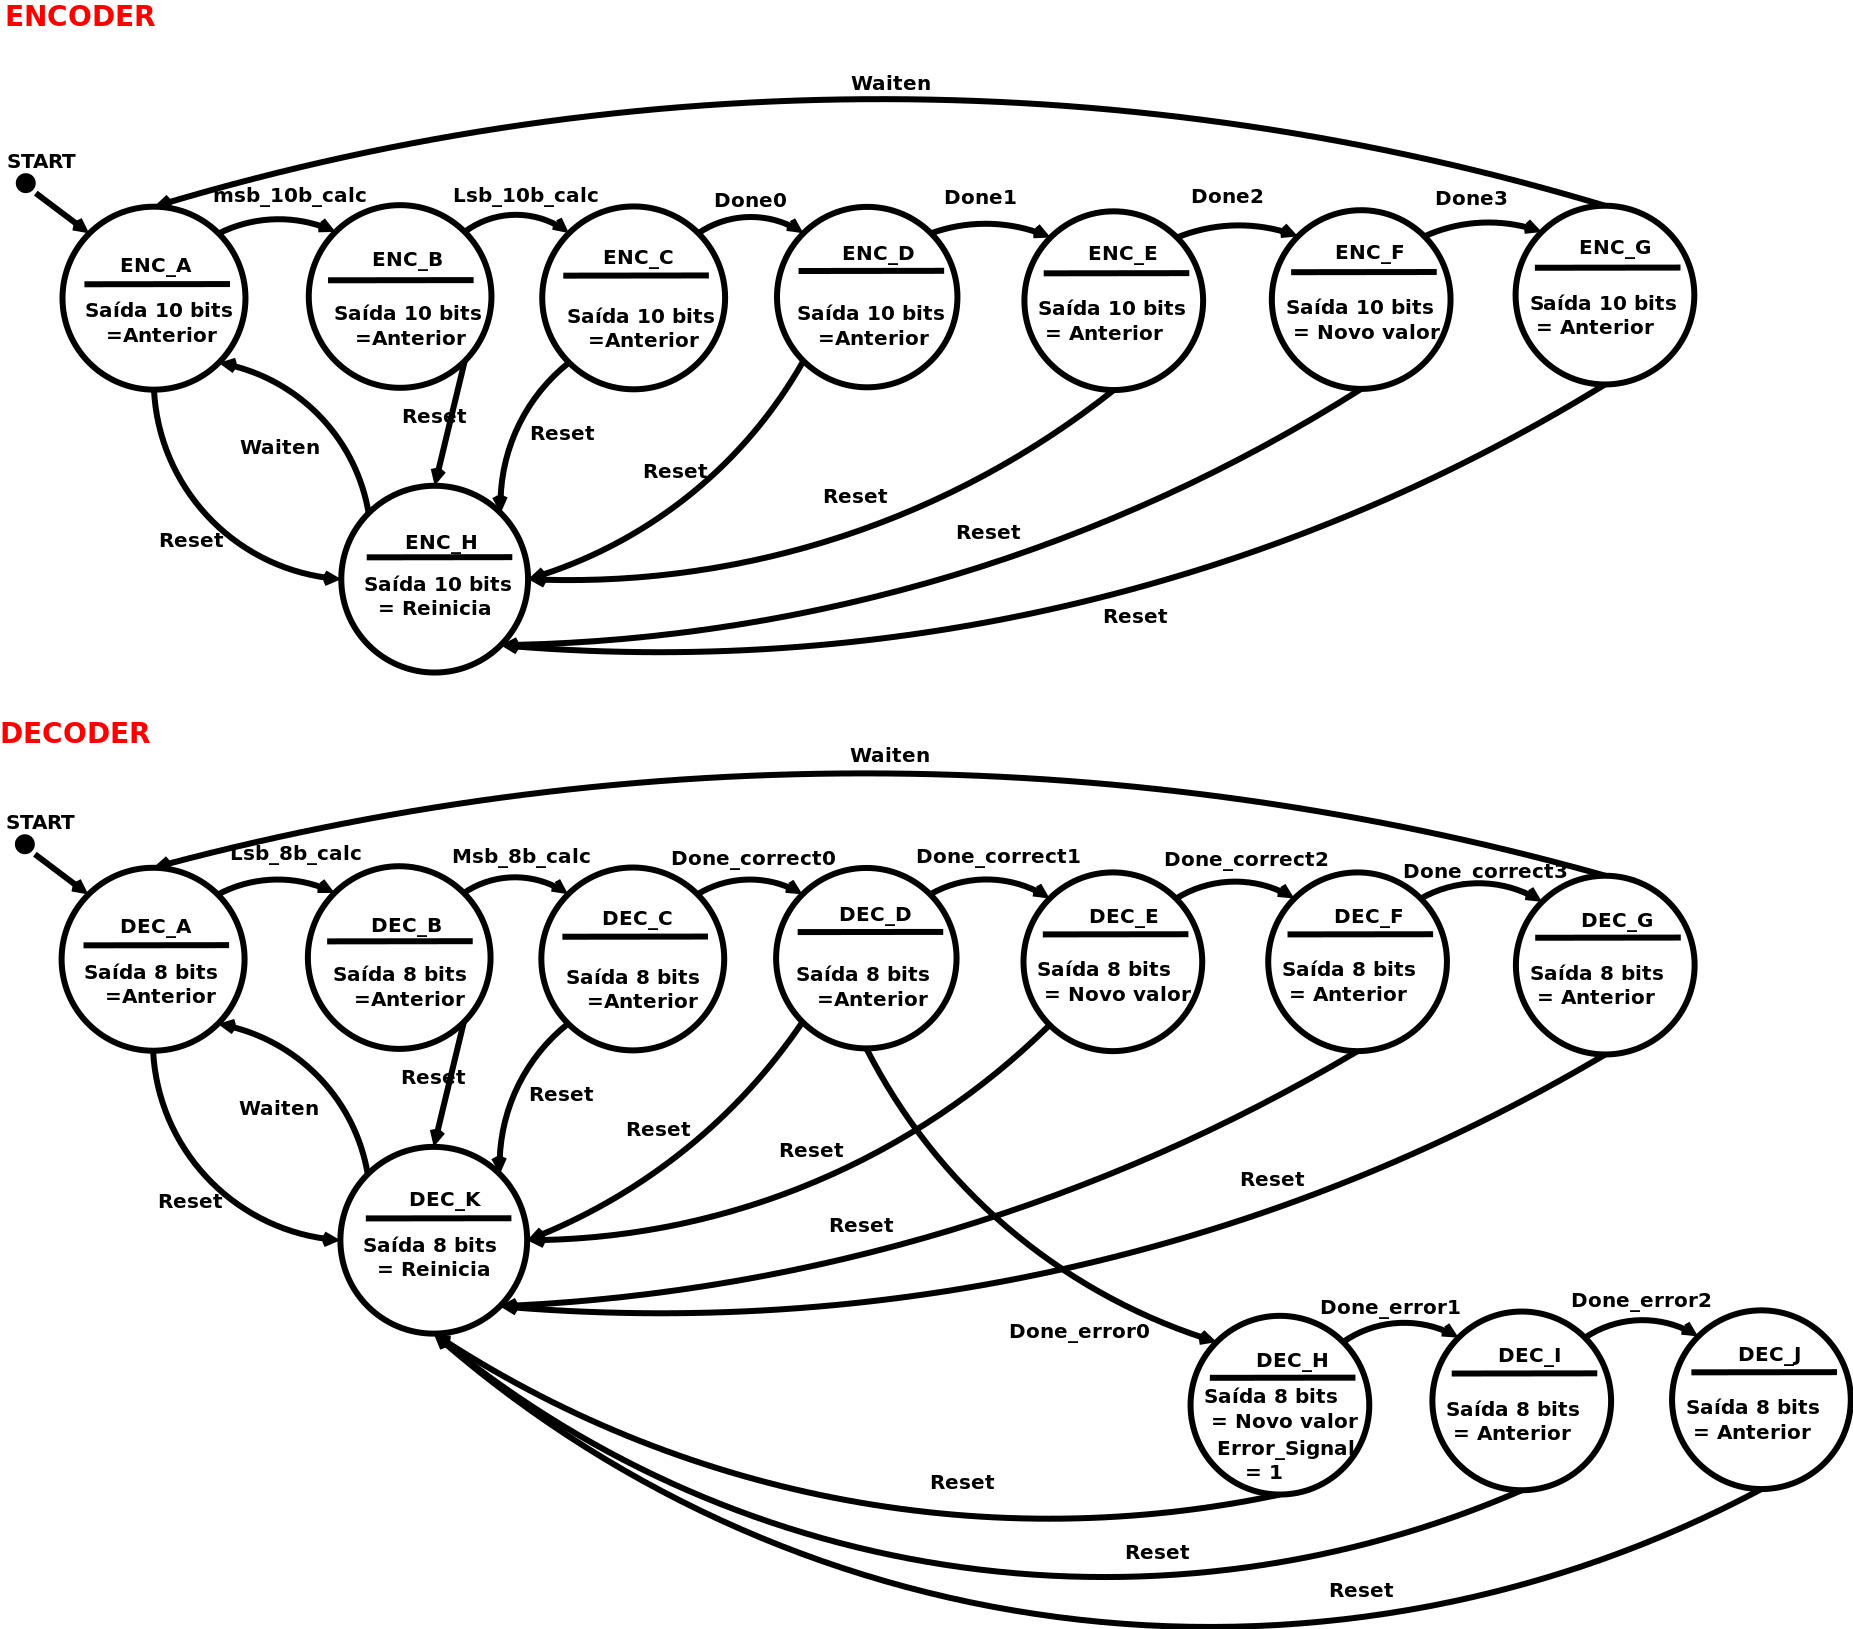 ENCODER
Waiten
START
msb_10b_calc
Lsb_10b_calc
Done0
Done1
Done2
Done3
ENC_A
Saída 10 bits
=Anterior
ENC_B
Saída 10 bits
=Anterior
ENC_C
Saída 10 bits
=Anterior
ENC_D
Saída 10 bits
=Anterior
ENC_E
Saída 10 bits
= Anterior
ENC_F
Saída 10 bits
= Novo valor
ENC_G
Saída 10 bits
= Anterior
Reset
Waiten
Reset
Reset
Reset
Reset
Reset
Reset
ENC_H
Saída 10 bits
= Reinicia
DECODER
Waiten
START
Lsb_8b_calc
Msb_8b_calc
Done_correct0
Done_correct1
Done_correct2
Done_correct3
DEC_A
Saída 8 bits
=Anterior
DEC_B
Saída 8 bits
=Anterior
DEC_C
Saída 8 bits
=Anterior
DEC_D
Saída 8 bits
=Anterior
DEC_E
Saída 8 bits
= Novo valor
DEC_F
Saída 8 bits
= Anterior
DEC_G
Saída 8 bits
= Anterior
Reset
Waiten
Reset
Reset
Reset
Reset
Reset
Reset
DEC_K
Saída 8 bits
= Reinicia
Done_error0
Done_error1
Done_error2
DEC_H
Saída 8 bits
= Novo valor
Error_Signal
= 1
DEC_I
Saída 8 bits
= Anterior
DEC_J
Saída 8 bits
= Anterior
Reset
Reset
Reset